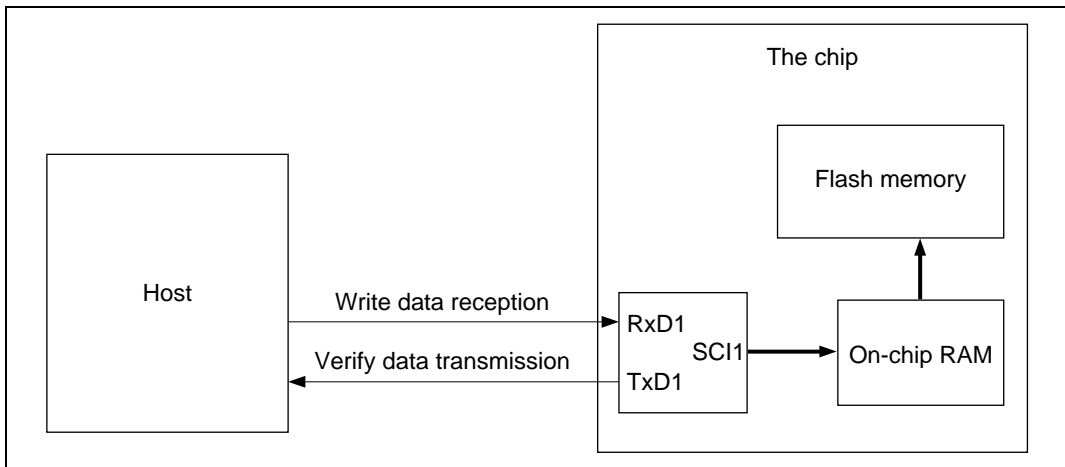 The chip
Flash memory
Host
Write data reception
RxD1
SCI1
On-chip RAM
Verify data transmission
TxD1